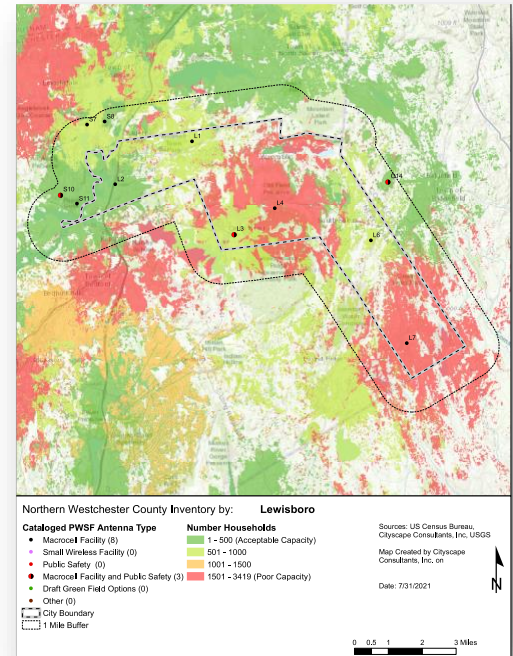 S7
S8
L1
L2
S10
S11
L4
L3
L6
L7
Northern Westchester County Inventory by: Lewisboro
Cataloged PWSF Antenna Type
Macrocell Facility (8)
Small Wireless Facility (0)
Public Safety (0)
Macrocell Facility and Public Safety (3)
Draft Green Field Options (0)
Other (0)
City Boundary
1 Mile Buffer
Number Households
1 - 500 (Acceptable Capacity)
501 - 1000
1001 - 1500
1501 - 3419 (Poor Capacity)
Sources: US Census Bureau,
Cityscape Consultants, Inc, USGS
Map Created by Cityscape
Consultants, Inc. on
Date: 7/31/2021
N
0 0.5 1 2 3 Miles